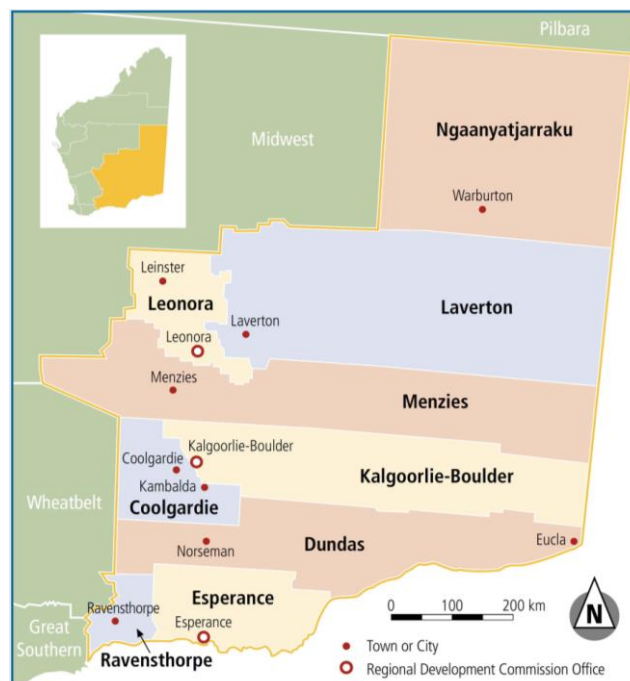 Pilbara
Midwest
Ngaanyatjarraku
Warburton
Leinster
Leonora
Laverton
Laverton
Leonora
Menzies
Menzies
Kalgoorlie-Boulder
Coolgardie
Kalgoorlie-Boulder
Kambalda
Wheatbelt
Coolgardie
Dundas
Eucla
Norseman
Esperance
Ravensthorpe
Esperance
0 50 100 200 km
N
Great
Southern
Ravensthorpe
Town or City
Regional Development Commission Office